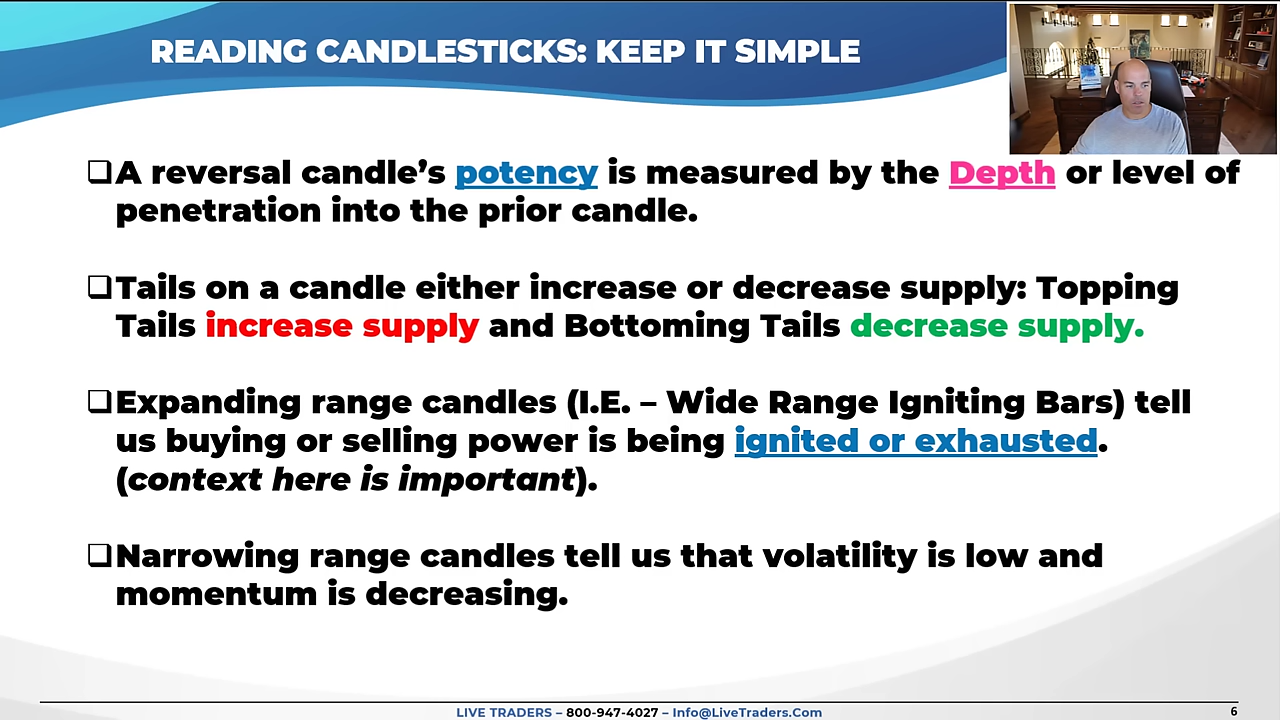 READING CANDLESTICKS: KEEP IT SIMPLE
❑A reversal candle’s potency is measured by the Depth or level of
penetration into the prior candle.
❑Tails on a candle either increase or decrease supply: Topping
Tails increase supply and Bottoming Tails decrease supply.
❑Expanding range candles (I.E. – Wide Range Igniting Bars) tell
us buying or selling power is being ignited or exhausted.
(context here is important).
❑Narrowing range candles tell us that volatility is low and
momentum is decreasing.
LIVE TRADERS – 800-947-4027 – Info@LiveTraders.Com
6